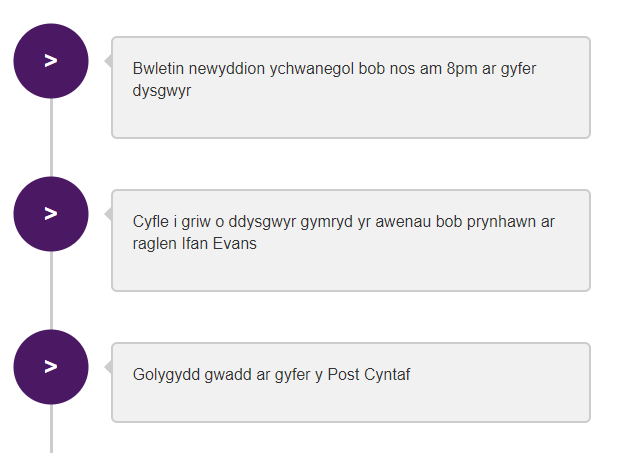 >
Bwletin newyddion ychwanegol bob nos am 8pm ar gyfer
dysgwyr
>
Cyfle i griw o ddysgwyr gymryd yr awenau bob prynhawn ar
raglen Ifan Evans
>
Golygydd gwadd ar gyfer y Post Cyntaf